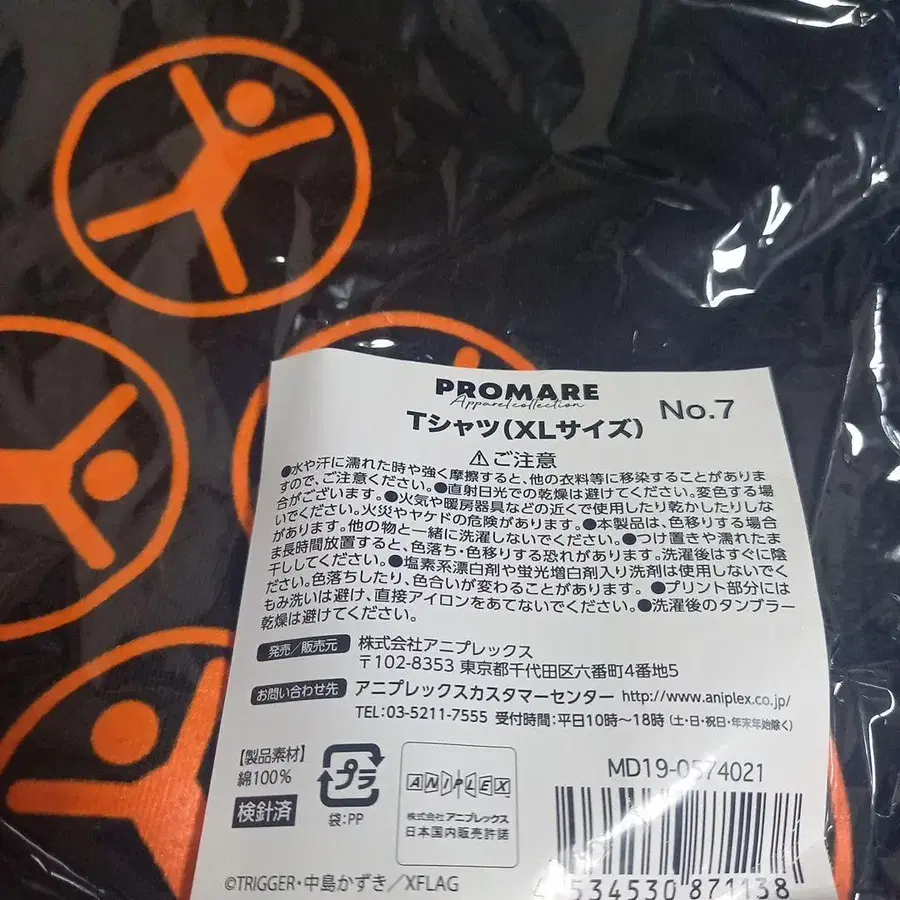 PROMARE
Apparel collection
No.7
Tシャツ(XLサイズ)
⚠ご注意
●水や汗に濡れた時や強く摩擦すると、他の衣料等に移染することがありま
すので、ご注意ください。●直射日光での乾燥は避けてください。変色する場
合がございます。●火気や暖房器具などの近くで使用したり乾かしたりしな
いでください。火災やヤケドの危険があります。●本製品は、色移りする場合
があります。他の物と一緒に洗濯しないでください。●つけ置きや濡れたま
ま長時間放置すると、色落ち・色移りする恐れがあります。洗濯後はすぐに陰
干ししてください。●塩素系漂白剤や蛍光増白剤入り洗剤は使用しないでく
ださい。色落ちしたり、色合いが変わることがあります。●プリント部分には
もみ洗いは避け、直接アイロンをあてないでください。●洗濯後のタンブラー
乾燥は避けてください。
発売/販売元 株式会社アニプレックス
〒102-8353 東京都千代田区六番町4番地5
お問い合わせ先 アニプレックスカスタマーセンター http://www.aniplex.co.jp/
TEL:03-5211-7555 受付時間:平日10時~18時 (土・日・祝日・年末年始除く)
【製品素材】
綿100%
検針済
プラ
袋:PP
ANIPLEX
株式会社アニプレックス
日本国内販売許諾
MD19-0574021
4 534530 871138
©TRIGGER・中島かずき/XFLAG